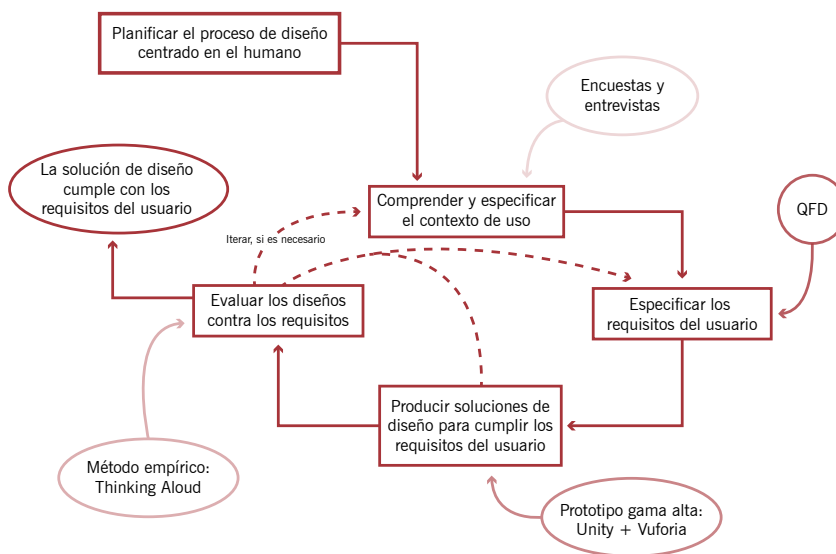 Planificar el proceso de diseño
centrado en el humano
Encuestas y
entrevistas
La solución de diseño
cumple con los
requisitos del usuario
Comprender y especificar
el contexto de uso
QFD
Iterar, si es necesario
Evaluar los diseños
contra los requisitos
Especificar los
requisitos del usuario
Producir soluciones de
diseño para cumplir los
requisitos del usuario
Método empírico:
Thinking Aloud
Prototipo gama alta:
Unity + Vuforia